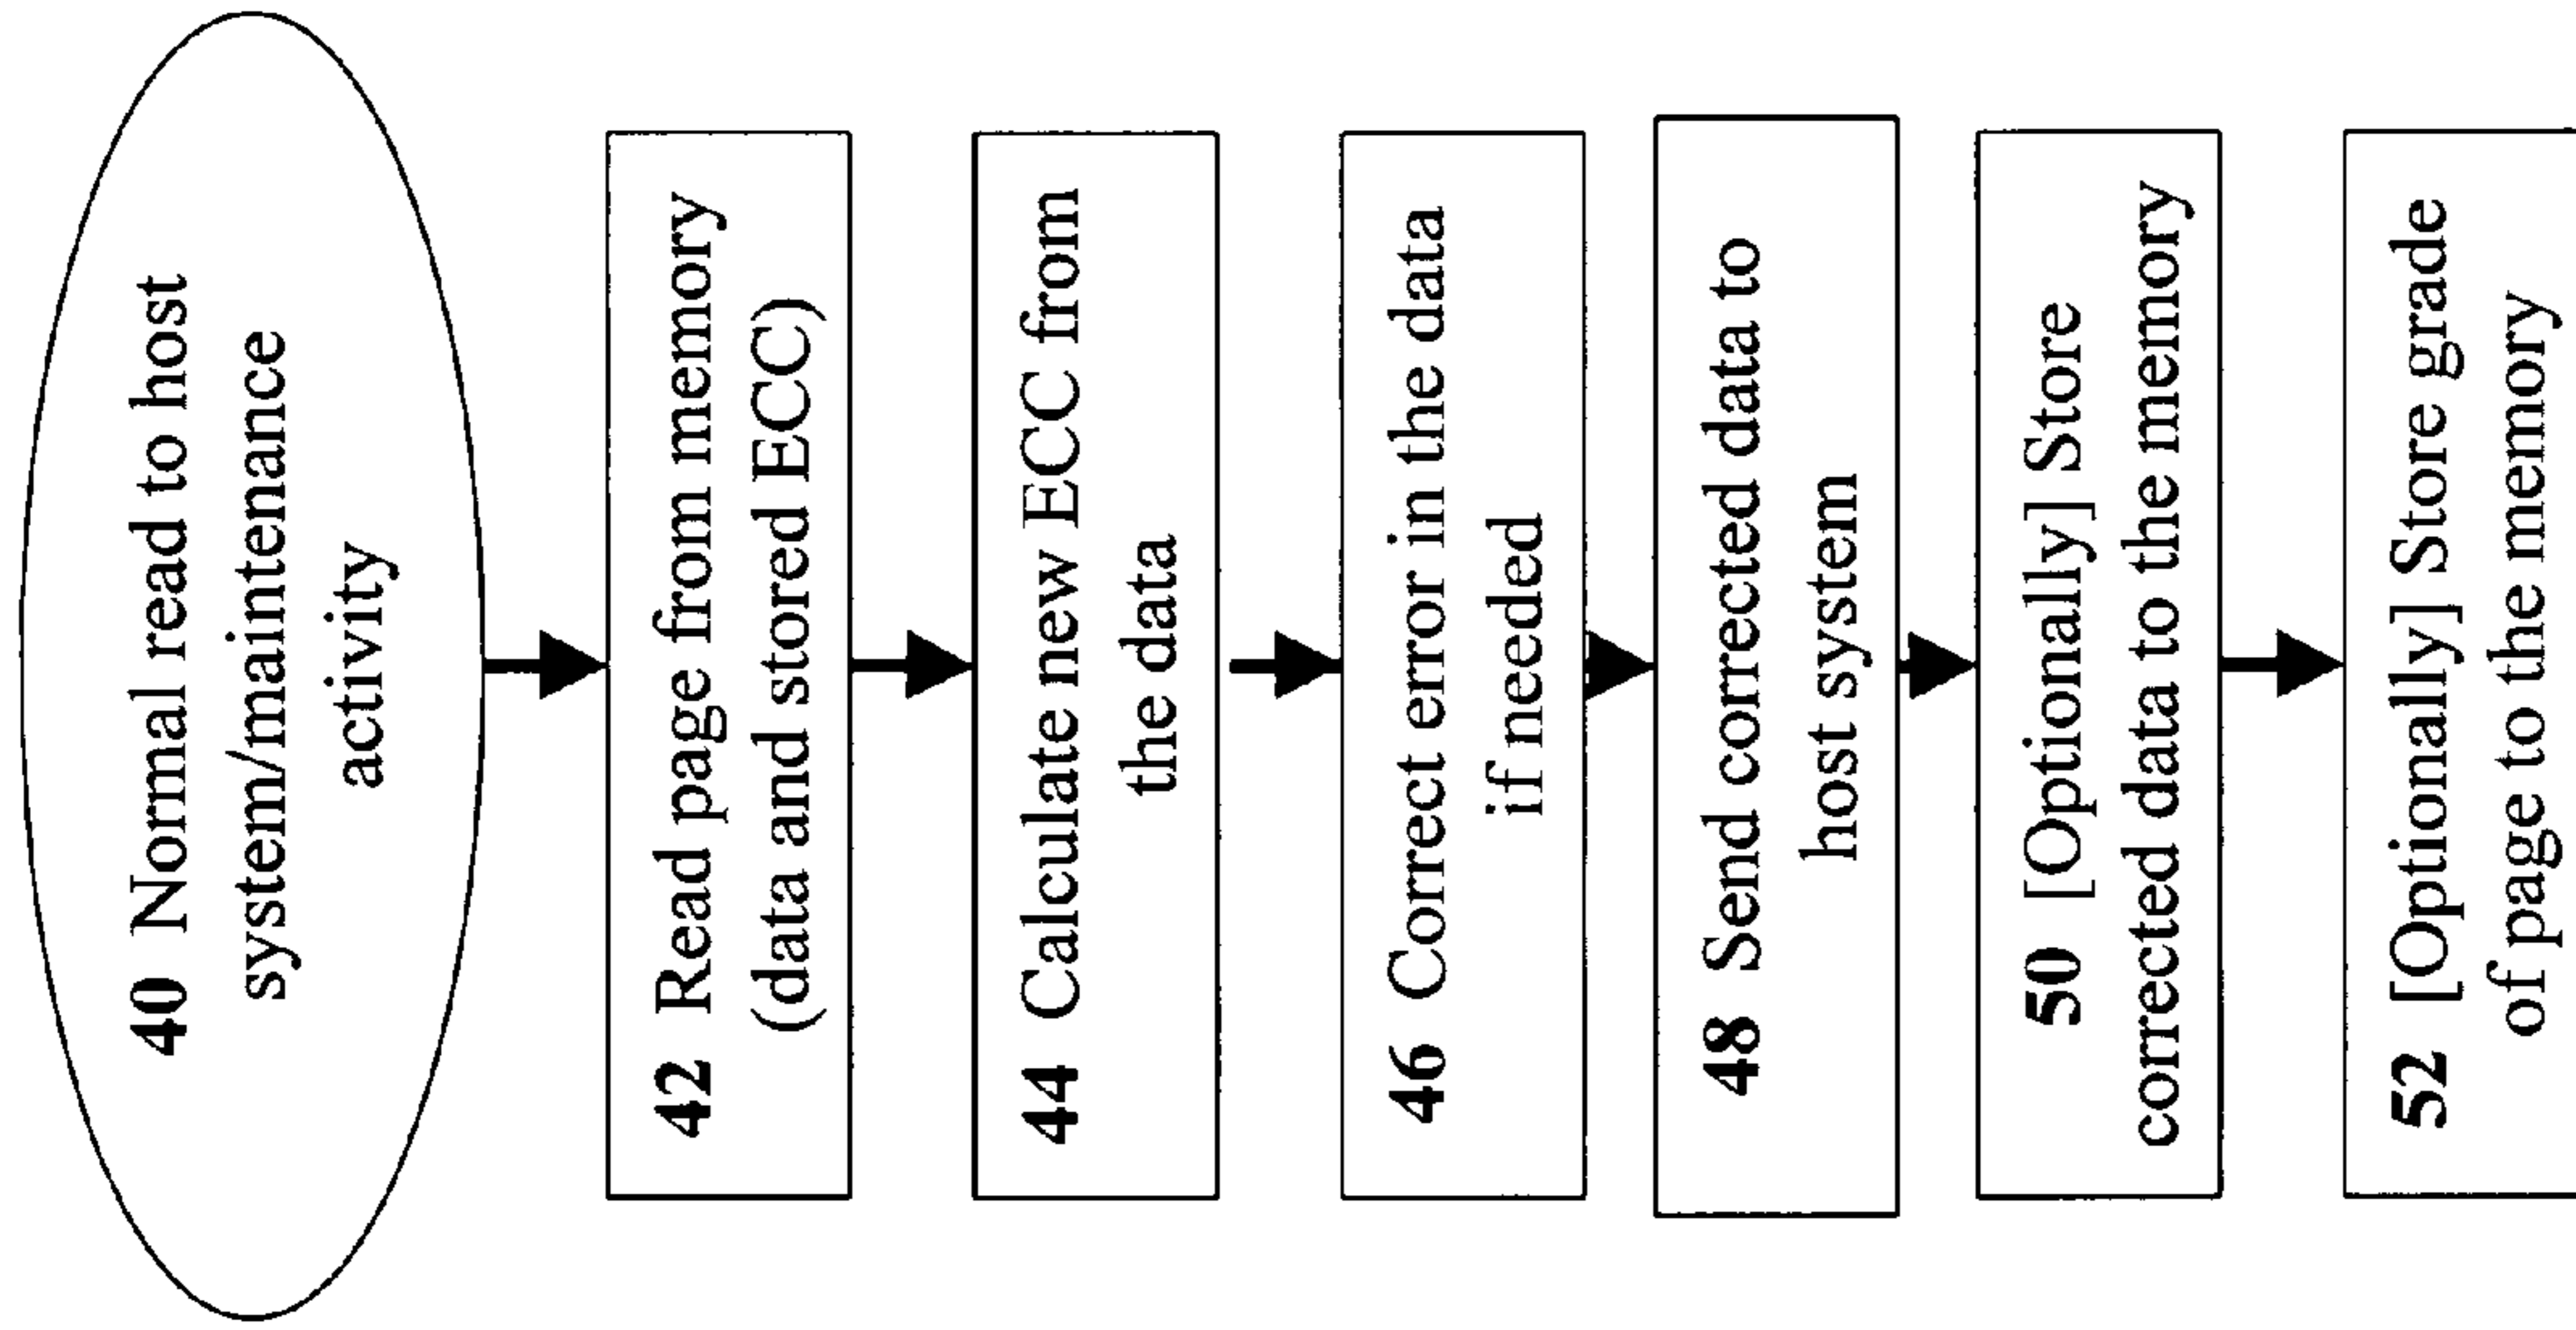 40 Normal read to host
system/maintenance
activity
42 Read page from memory
(data and stored ECC)
44 Calculate new ECC from
the data
46 Correct error in the data
if needed
48 Send corrected data to
host system
50 [Optionally] Store
corrected data to the memory
52 [Optionally] Store grade
of page to the memory